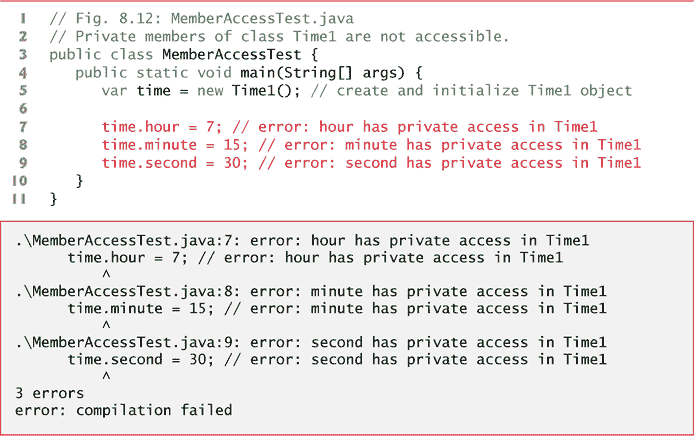 1 // Fig. 8.12: MemberAccessTest.java
2 // Private members of class Time1 are not accessible.
3 public class MemberAccessTest {
4 public static void main(String[] args) {
5 var time = new Time1(); // create and initialize Time1 object
6
7 time.hour = 7; // error: hour has private access in Time1
8 time.minute = 15; // error: minute has private access in Time1
9 time.second = 30; // error: second has private access in Time1
10 }
11 }
.\MemberAccessTest.java:7: error: hour has private access in Time1
time.hour = 7; // error: hour has private access in Time1
^
.\MemberAccessTest.java:8: error: minute has private access in Time1
time.minute = 15; // error: minute has private access in Time1
^
.\MemberAccessTest.java:9: error: second has private access in Time1
time.second = 30; // error: second has private access in Time1
^
3 errors
error: compilation failed